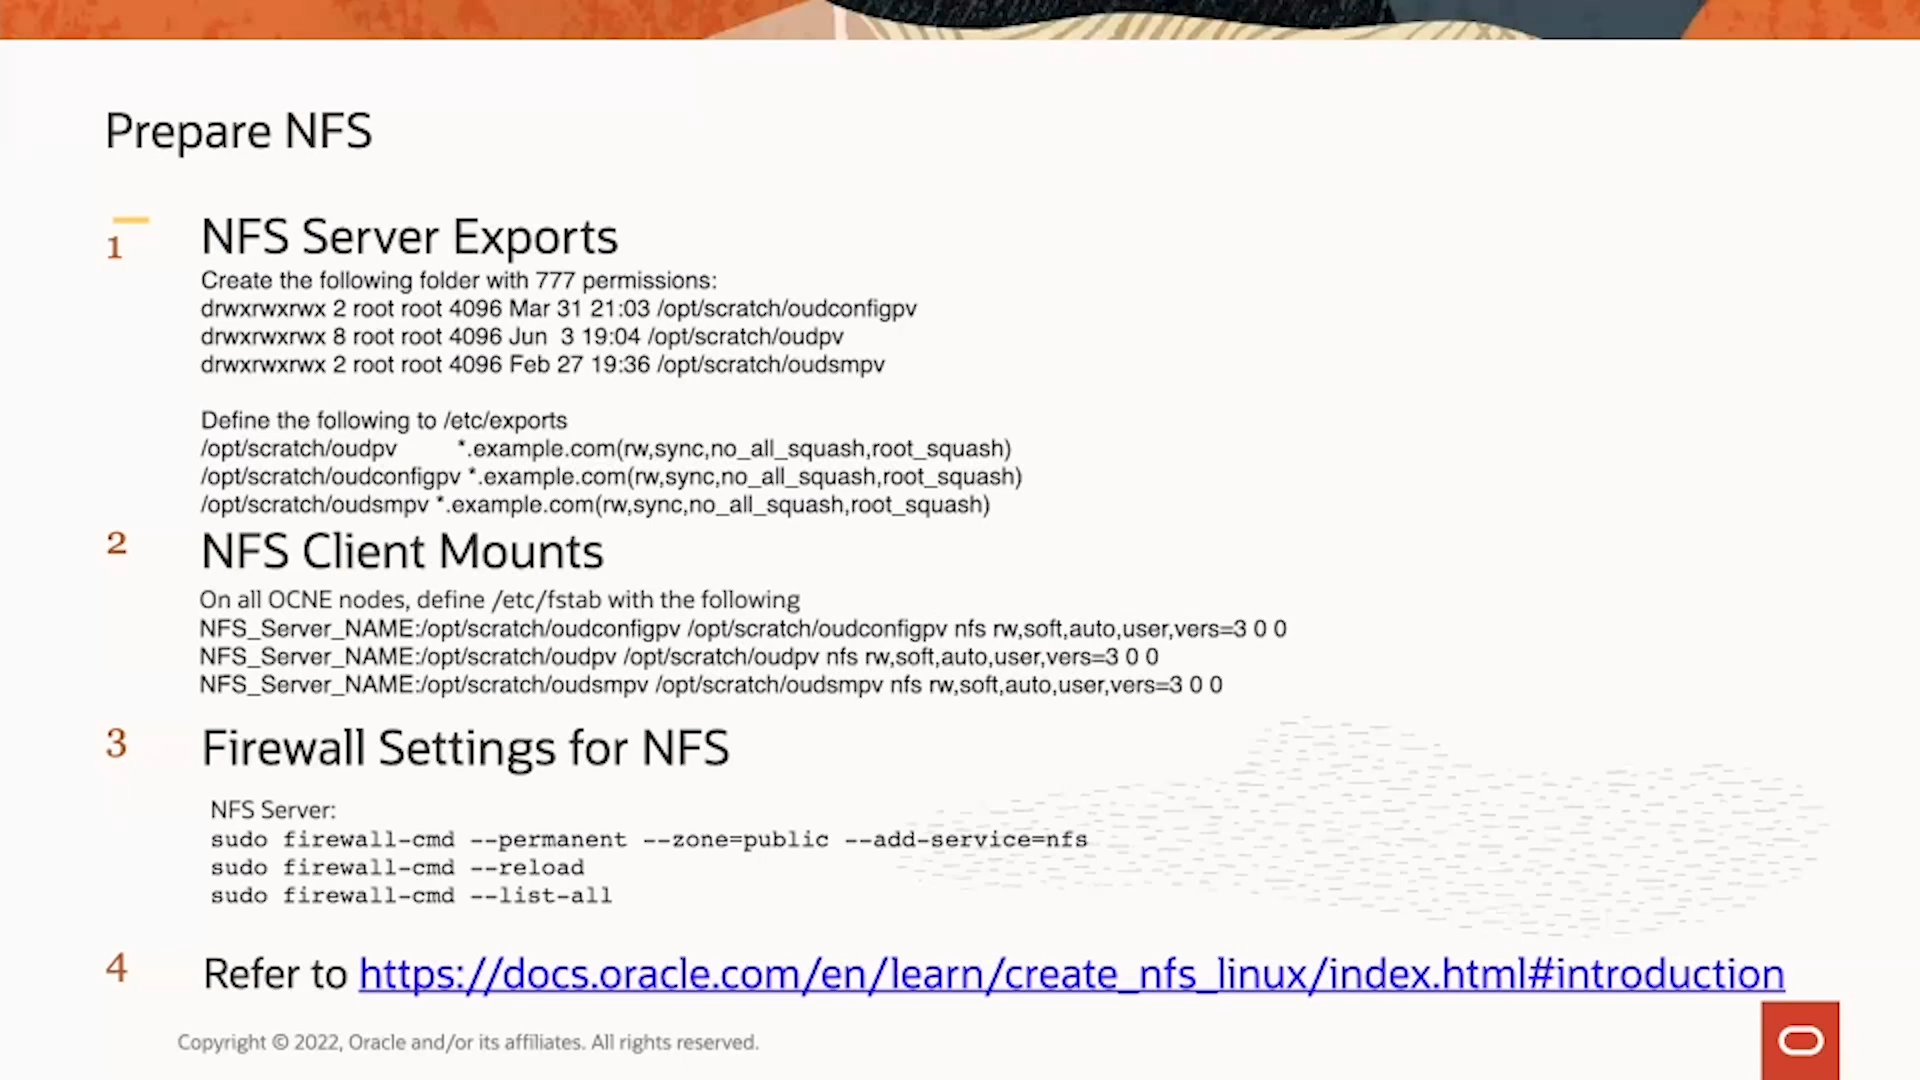 Prepare NFS
1
NFS Server Exports
Create the following folder with 777 permissions:
drwxrwxrwx 2 root root 4096 Mar 31 21:03 /opt/scratch/oudconfigpv
drwxrwxrwx 8 root root 4096 Jun  3 19:04 /opt/scratch/oudpv
drwxrwxrwx 2 root root 4096 Feb 27 19:36 /opt/scratch/oudsmpv
Define the following to /etc/exports
/opt/scratch/oudpv *.example.com(rw,sync,no_all_squash,root_squash)
/opt/scratch/oudconfigpv *.example.com(rw,sync,no_all_squash,root_squash)
/opt/scratch/oudsmpv *.example.com(rw,sync,no_all_squash,root_squash)
2
NFS Client Mounts
On all OCNE nodes, define /etc/fstab with the following
NFS_Server_NAME:/opt/scratch/oudconfigpv /opt/scratch/oudconfigpv nfs rw,soft,auto,user,vers=3 0 0
NFS_Server_NAME:/opt/scratch/oudpv /opt/scratch/oudpv nfs rw,soft,auto,user,vers=3 0 0
NFS_Server_NAME:/opt/scratch/oudsmpv /opt/scratch/oudsmpv nfs rw,soft,auto,user,vers=3 0 0
3
Firewall Settings for NFS
NFS Server:
sudo firewall-cmd --permanent --zone=public --add-service=nfs
sudo firewall-cmd --reload
sudo firewall-cmd --list-all
4
Refer to https://docs.oracle.com/en/learn/create_nfs_linux/index.html#introduction
Copyright © 2022, Oracle and/or its affiliates. All rights reserved.